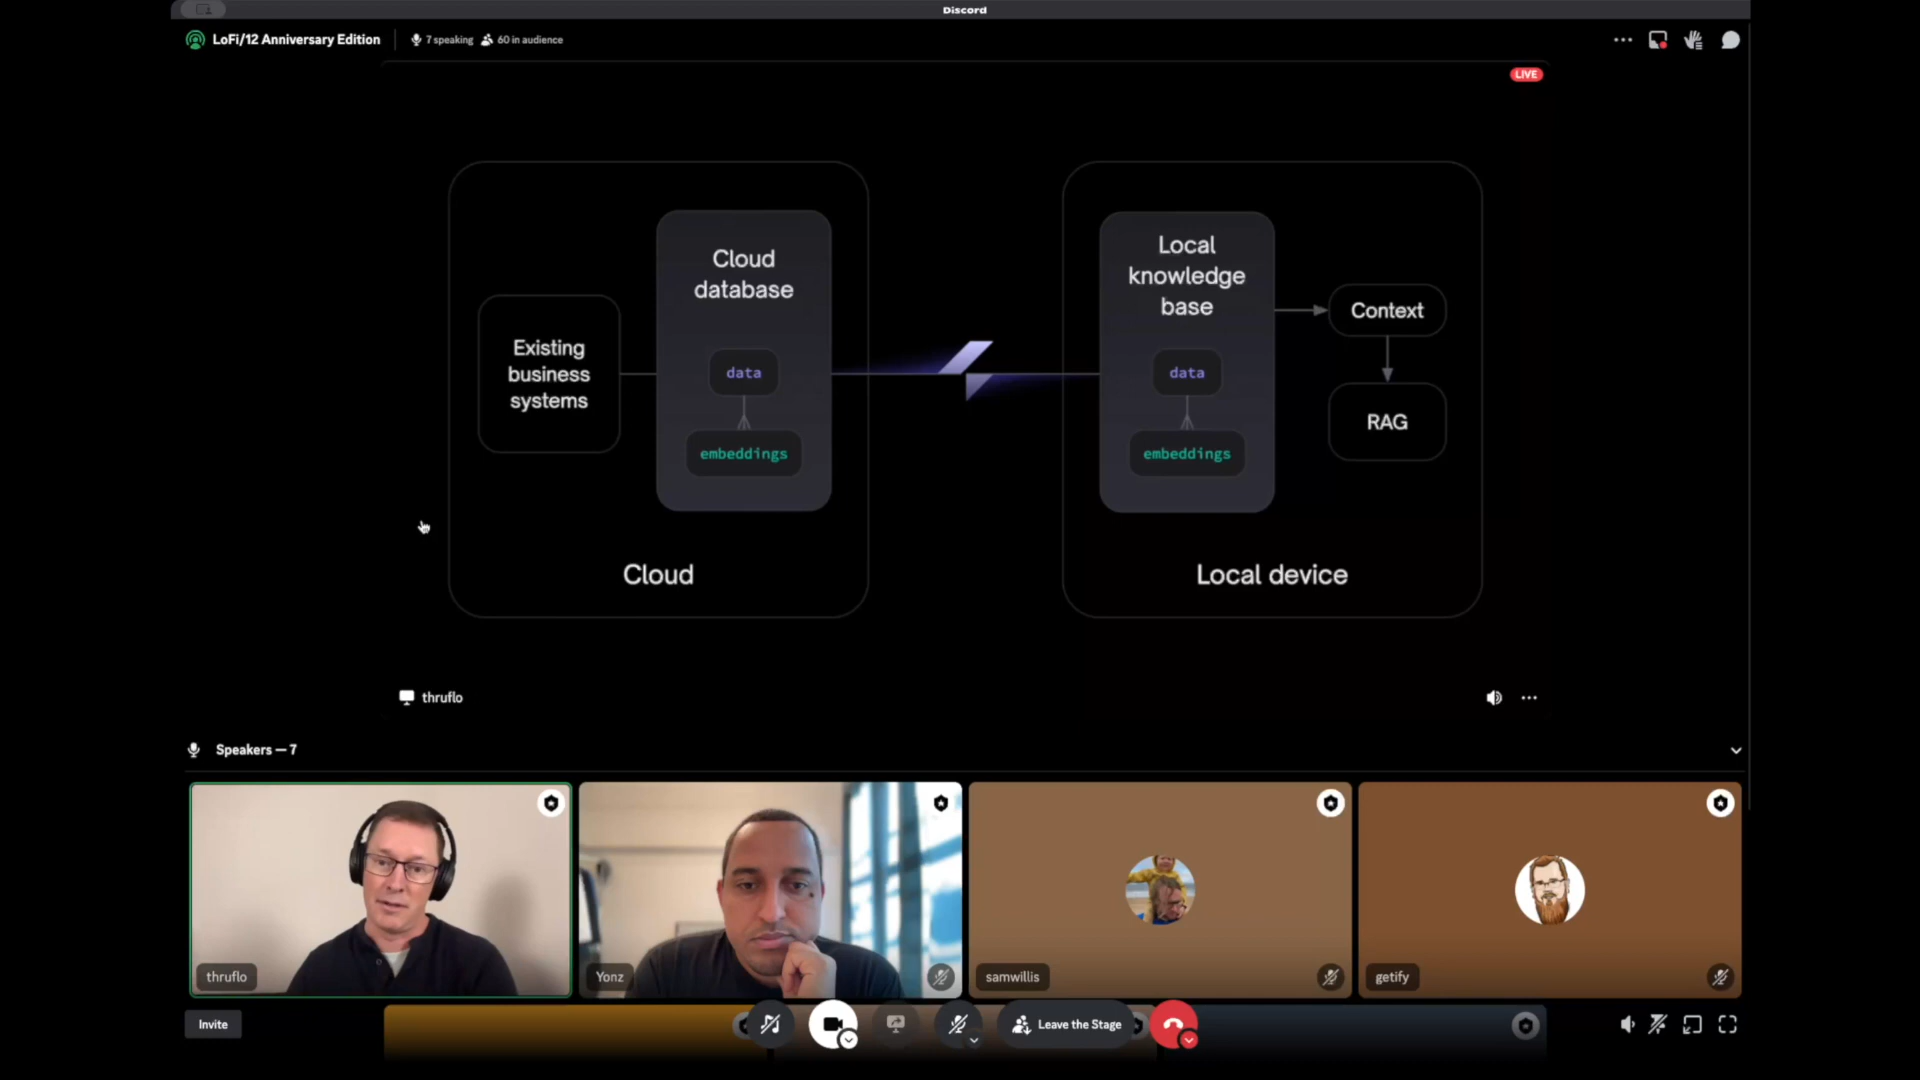 Discord
LoFi/12 Anniversary Edition
7 speaking
60 in audience
LIVE
Cloud
database
Existing
business
systems
data
embeddings
Cloud
Local
knowledge
base
data
embeddings
Context
RAG
Local device
thruflo
Speakers — 7
thruflo
Yonz
samwillis
getify
Invite
Leave the Stage